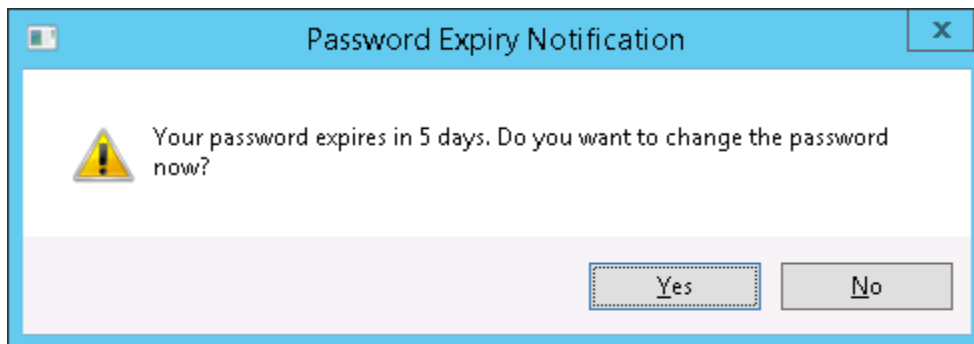 Password Expiry Notification
x
Your password expires in 5 days. Do you want to change the password
now?
Yes
No